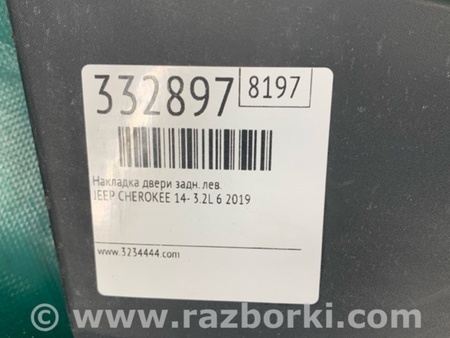 332897 8197
Накладка двери задн. лев.
JEEP CHEROKEE 14- 3.2L 6 2019
www.3234444.com
www.razborki.com